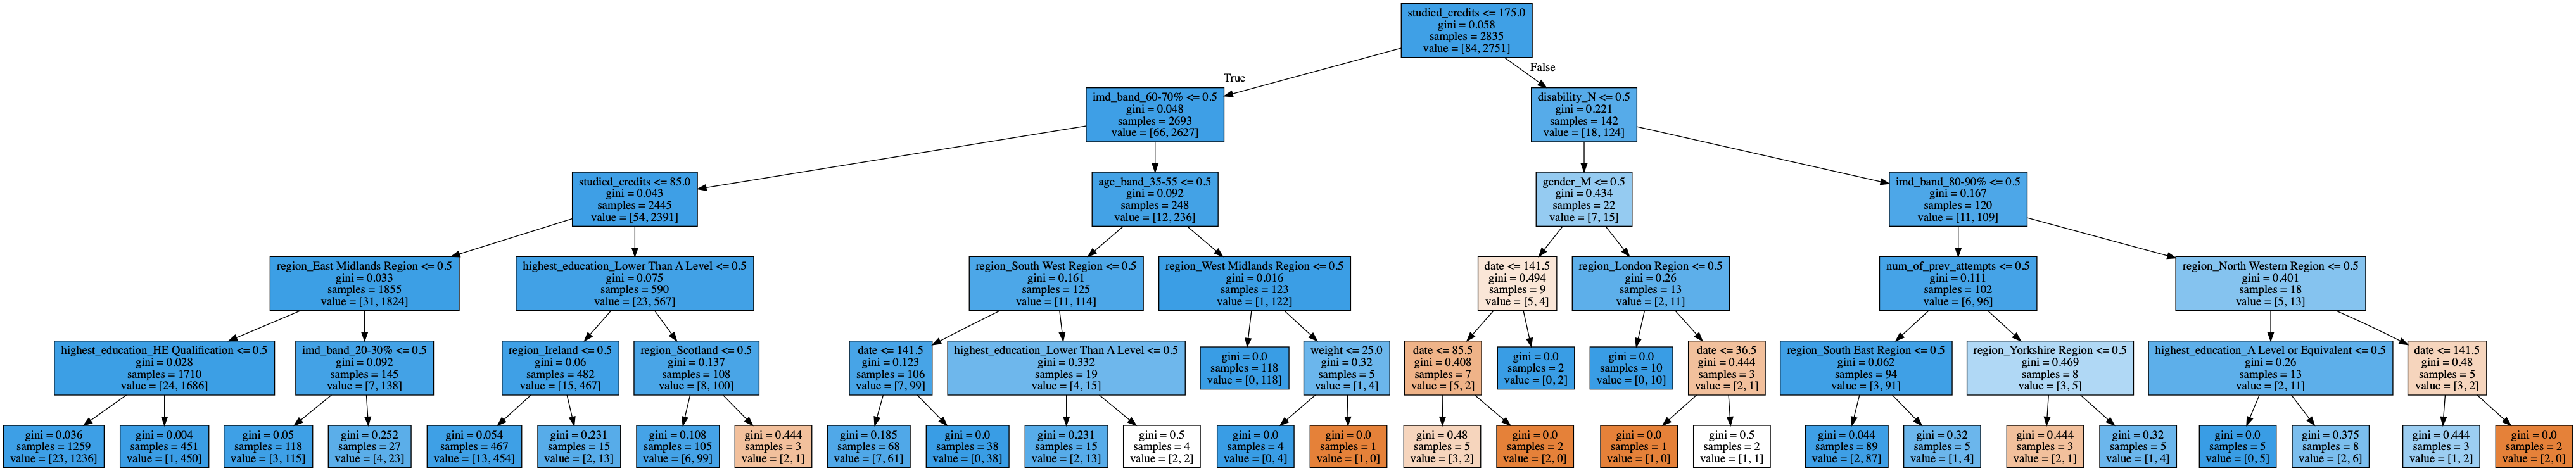 studied_credits <= 175.0
gini = 0.058
samples = 2835
value = [84, 2751]
True
False
imd_band_60-70% <= 0.5
gini = 0.048
samples = 2693
value = [66, 2627]
disability_N <= 0.5
gini = 0.221
samples = 142
value = [18, 124]
studied_credits <= 85.0
gini = 0.043
samples = 2445
value = [54, 2391]
age_band_35-55 <= 0.5
gini = 0.092
samples = 248
value = [12, 236]
gender_M <= 0.5
gini = 0.434
samples = 22
value = [7, 15]
imd_band_80-90% <= 0.5
gini = 0.167
samples = 120
value = [11, 109]
region_East Midlands Region <= 0.5
gini = 0.033
samples = 1855
value = [31, 1824]
highest_education_Lower Than A Level <= 0.5
gini = 0.075
samples = 590
value = [23, 567]
region_South West Region <= 0.5
gini = 0.161
samples = 125
value = [11, 114]
region_West Midlands Region <= 0.5
gini = 0.016
samples = 123
value = [1, 122]
date <= 141.5
gini = 0.494
samples = 9
value = [5, 4]
region_London Region <= 0.5
gini = 0.26
samples = 13
value = [2, 11]
num_of_prev_attempts <= 0.5
gini = 0.111
samples = 102
value = [6, 96]
region_North Western Region <= 0.5
gini = 0.401
samples = 18
value = [5, 13]
highest_education_HE Qualification <= 0.5
gini = 0.028
samples = 1710
value = [24, 1686]
imd_band_20-30% <= 0.5
gini = 0.092
samples = 145
value = [7, 138]
region_Ireland <= 0.5
gini = 0.06
samples = 482
value = [15, 467]
region_Scotland <= 0.5
gini = 0.137
samples = 108
value = [8, 100]
date <= 141.5
gini = 0.123
samples = 106
value = [7, 99]
highest_education_Lower Than A Level <= 0.5
gini = 0.332
samples = 19
value = [4, 15]
gini = 0.0
samples = 118
value = [0, 118]
weight <= 25.0
gini = 0.32
samples = 5
value = [1, 4]
date <= 85.5
gini = 0.408
samples = 7
value = [5, 2]
gini = 0.0
samples = 2
value = [0, 2]
gini = 0.0
samples = 10
value = [0, 10]
date <= 36.5
gini = 0.444
samples = 3
value = [2, 1]
region_South East Region <= 0.5
gini = 0.062
samples = 94
value = [3, 91]
region_Yorkshire Region <= 0.5
gini = 0.469
samples = 8
value = [3, 5]
highest_education_A Level or Equivalent <= 0.5
gini = 0.26
samples = 13
value = [2, 11]
date <= 141.5
gini = 0.48
samples = 5
value = [3, 2]
gini = 0.036
samples = 1259
value = [23, 1236]
gini = 0.004
samples = 451
value = [1, 450]
gini = 0.05
samples = 118
value = [3, 115]
gini = 0.252
samples = 27
value = [4, 23]
gini = 0.054
samples = 467
value = [13, 454]
gini = 0.231
samples = 15
value = [2, 13]
gini = 0.108
samples = 105
value = [6, 99]
gini = 0.444
samples = 3
value = [2, 1]
gini = 0.185
samples = 68
value = [7, 61]
gini = 0.0
samples = 38
value = [0, 38]
gini = 0.231
samples = 15
value = [2, 13]
gini = 0.5
samples = 4
value = [2, 2]
gini = 0.0
samples = 4
value = [0, 4]
gini = 0.0
samples = 1
value = [1, 0]
gini = 0.48
samples = 5
value = [3, 2]
gini = 0.0
samples = 2
value = [2, 0]
gini = 0.0
samples = 1
value = [1, 0]
gini = 0.5
samples = 2
value = [1, 1]
gini = 0.044
samples = 89
value = [2, 87]
gini = 0.32
samples = 5
value = [1, 4]
gini = 0.444
samples = 3
value = [2, 1]
gini = 0.32
samples = 5
value = [1, 4]
gini = 0.0
samples = 5
value = [0, 5]
gini = 0.375
samples = 8
value = [2, 6]
gini = 0.444
samples = 3
value = [1, 2]
gini = 0.0
samples = 2
value = [2, 0]